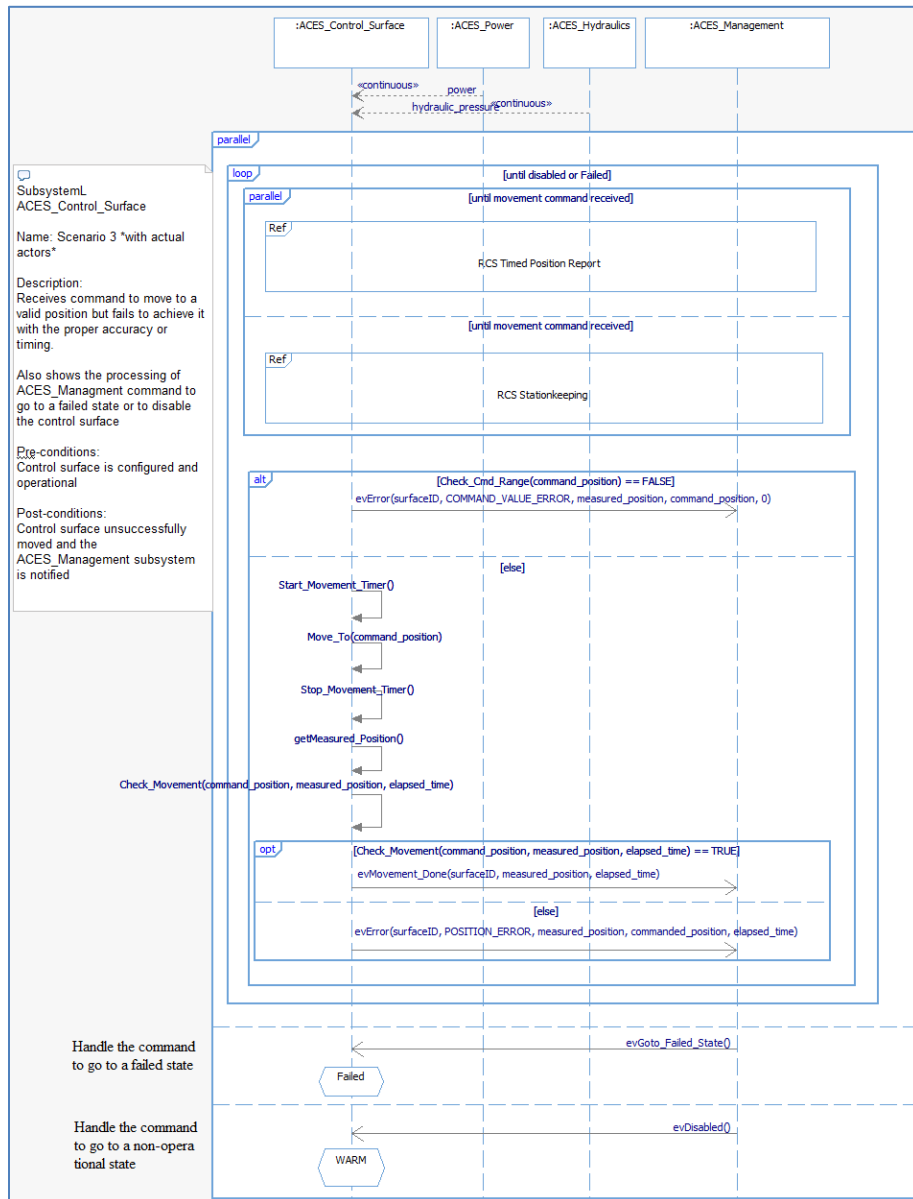 :ACES_Control_Surface
:ACES_Power
:ACES_Hydraulics
:ACES_Management
«continuous»
power
«continuous»
hydraulic_pressure
parallel
SubsystemL
ACES_Control_Surface
Name: Scenario 3 *with actual
actors*
Description:
Receives command to move to a
valid position but fails to achieve it
with the proper accuracy or
timing.
Also shows the processing of
ACES_Managment command to
go to a failed state or to disable
the control surface
Pre-conditions:
Control surface is configured and
operational
Post-conditions:
Control surface unsuccessfully
moved and the
ACES_Management subsystem
is notified
loop
[until disabled or Failed]
parallel
[until movement command received]
Ref
RCS Timed Position Report
[until movement command received]
Ref
RCS Stationkeeping
alt
[Check_Cmd_Range(command_position) == FALSE]
evError(surfaceID, COMMAND_VALUE_ERROR, measured_position, command_position, 0)
[else]
Start_Movement_Timer()
Move_To(command_position)
Stop_Movement_Timer()
getMeasured_Position()
Check_Movement(command_position, measured_position, elapsed_time)
opt
[Check_Movement(command_position, measured_position, elapsed_time) == TRUE]
evMovement_Done(surfaceID, measured_position, elapsed_time)
[else]
evError(surfaceID, POSITION_ERROR, measured_position, commanded_position, elapsed_time)
Handle the command
to go to a failed state
evGoto_Failed_State()
Failed
Handle the command
to go to a non-opera
tional state
evDisabled()
WARM